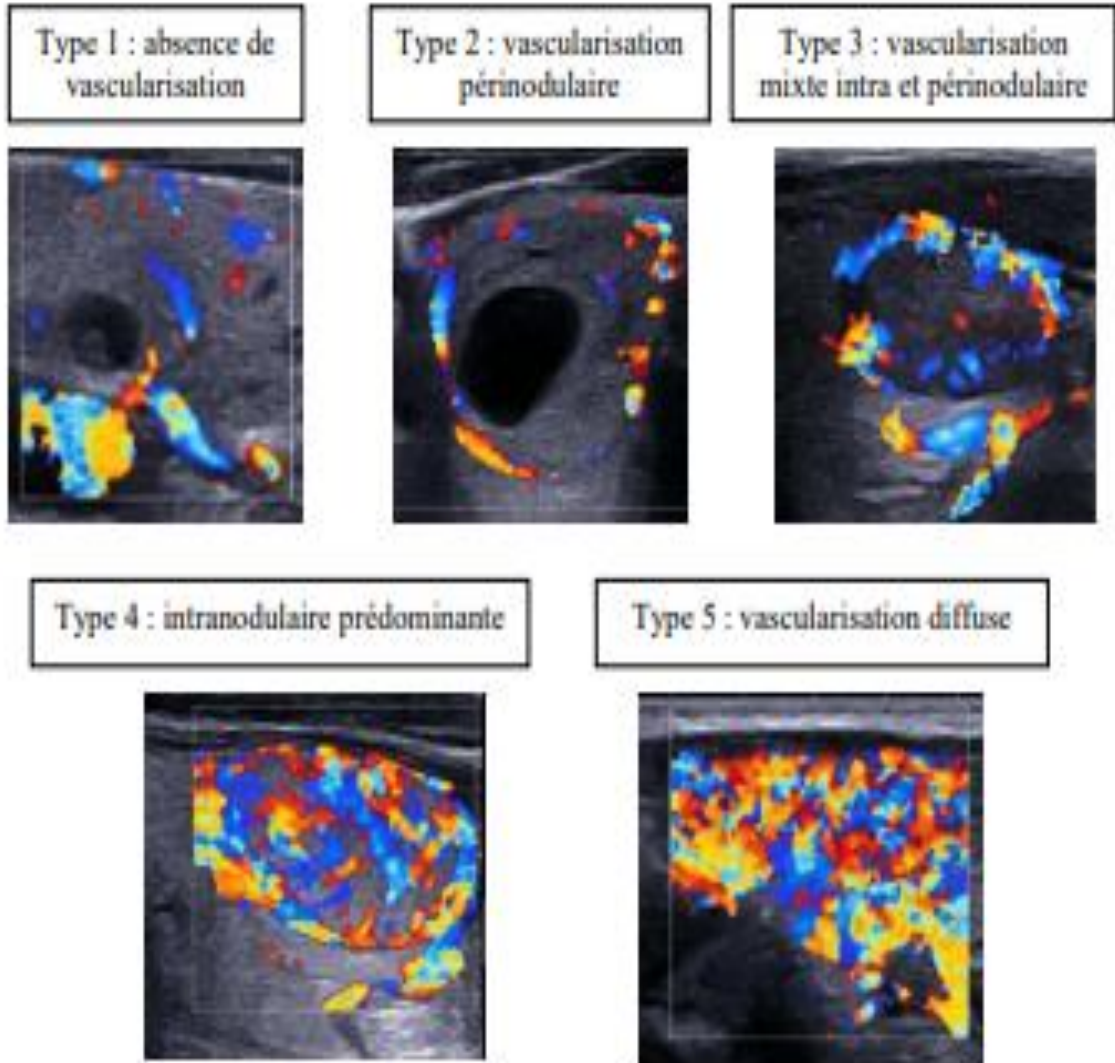 Type 1 : absence de
vascularisation
Type 2 : vascularisation
périnodulaire
Type 3 : vascularisation
mixte intra et périnodulaire
Type 4 : intranodulaire prédominante
Type 5 : vascularisation diffuse